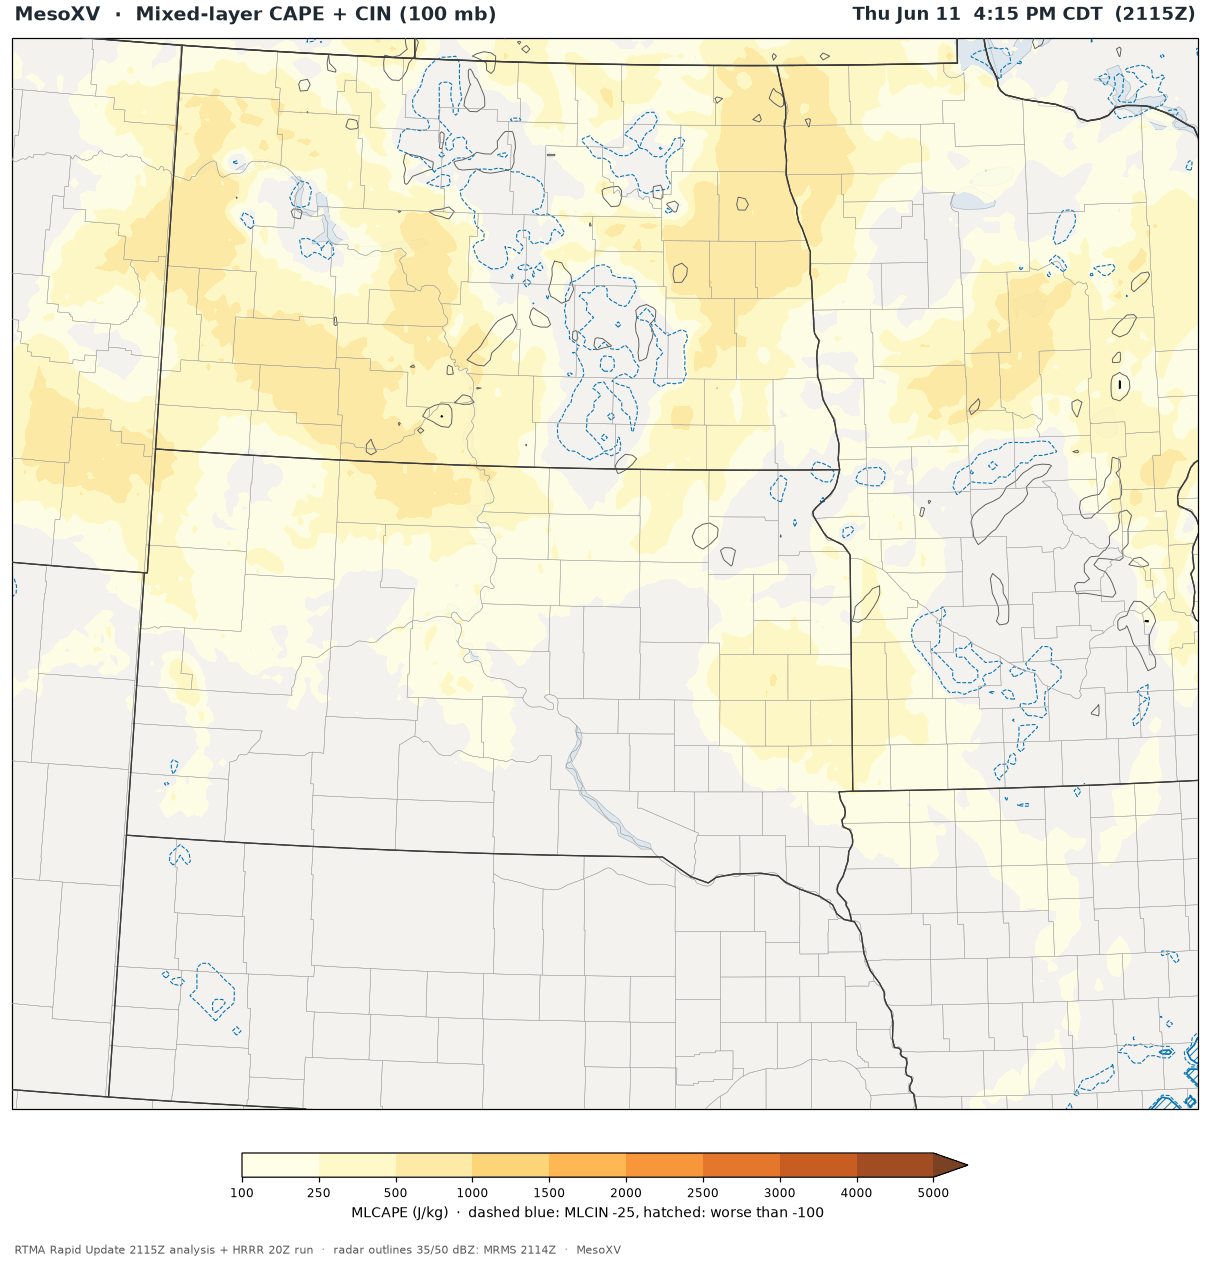 MesoXV · Mixed-layer CAPE + CIN (100 mb)
Thu Jun 11 4:15 PM CDT (2115Z)
100 250 500 1000 1500 2000 2500 3000 4000 5000
MLCAPE (J/kg) · dashed blue: MLCIN -25, hatched: worse than -100
RTMA Rapid Update 2115Z analysis + HRRR 20Z run · radar outlines 35/50 dBZ: MRMS 2114Z · MesoXV